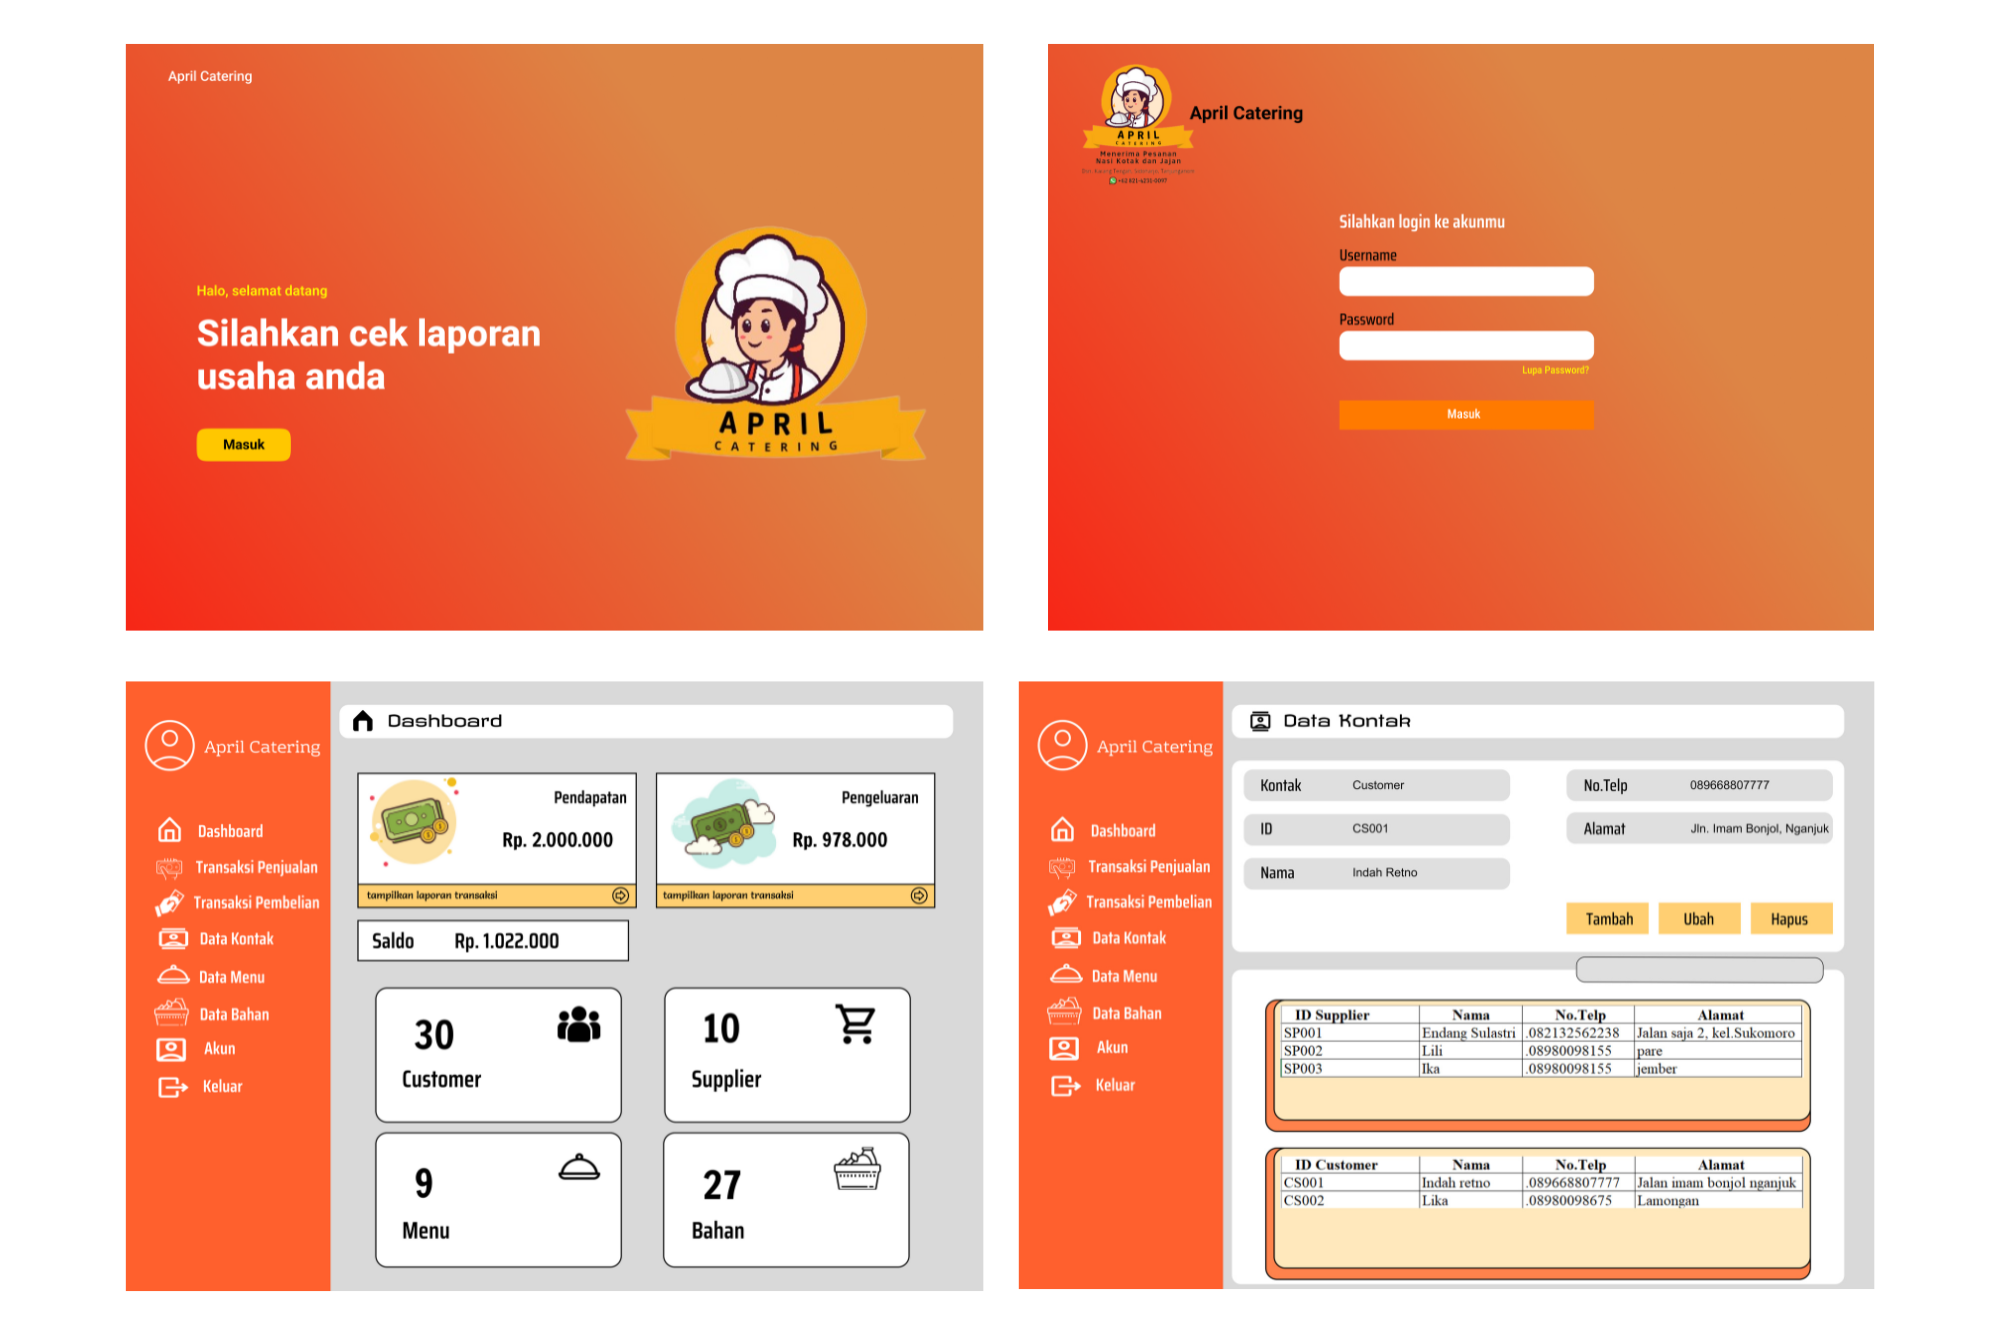 April Catering
Halo, selamat datang
Silahkan cek laporan
usaha anda
Masuk
APRIL
CATERING
APRIL
CATERING
Menerima Pesanan
Nasi Kotak dan Jajan
April Catering
Silahkan login ke akunmu
Username
Password
Lupa Password?
Masuk
April Catering
Dashboard
Transaksi Penjualan
Transaksi Pembelian
Data Kontak
Data Menu
Data Bahan
Akun
Keluar
Dashboard
Pendapatan
Rp. 2.000.000
tampilkan laporan transaksi
Pengeluaran
Rp. 978.000
tampilkan laporan transaksi
Saldo Rp. 1.022.000
30
Customer
10
Supplier
9
Menu
27
Bahan
April Catering
Dashboard
Transaksi Penjualan
Transaksi Pembelian
Data Kontak
Data Menu
Data Bahan
Akun
Keluar
Data Kontak
Kontak Customer
No.Telp 089668807777
ID CS001
Alamat Jln. Imam Bonjol, Nganjuk
Nama Indah Retno
Tambah Ubah Hapus
ID Supplier Nama No.Telp Alamat
SP001 Endang Sulastri .082132562238 Jalan saja 2, kel.Sukomoro
SP002 Lili .08980098155 pare
SP003 Ika .08980098155 jember
ID Customer Nama No.Telp Alamat
CS001 Indah retno .089668807777 Jalan imam bonjol nganjuk
CS002 Lika .08980098675 Lamongan